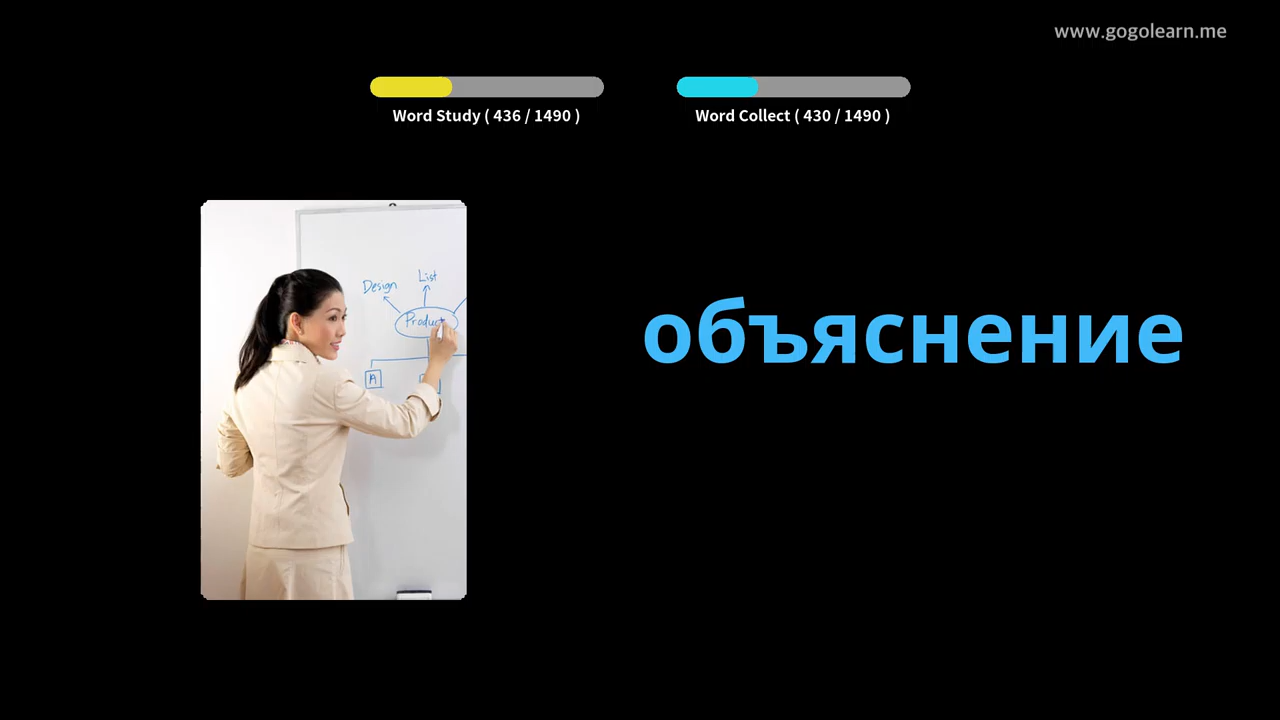 www.gogolearn.me
Word Study ( 436 / 1490 )
Word Collect ( 430 / 1490 )
List
Design
Product
A
объяснение